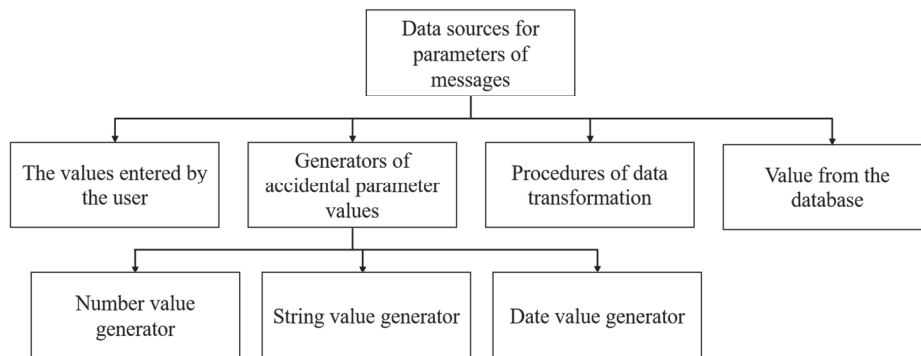 Data sources for
parameters of
messages
The values entered by
the user
Generators of
accidental parameter
values
Procedures of data
transformation
Value from the
database
Number value
generator
String value generator
Date value generator